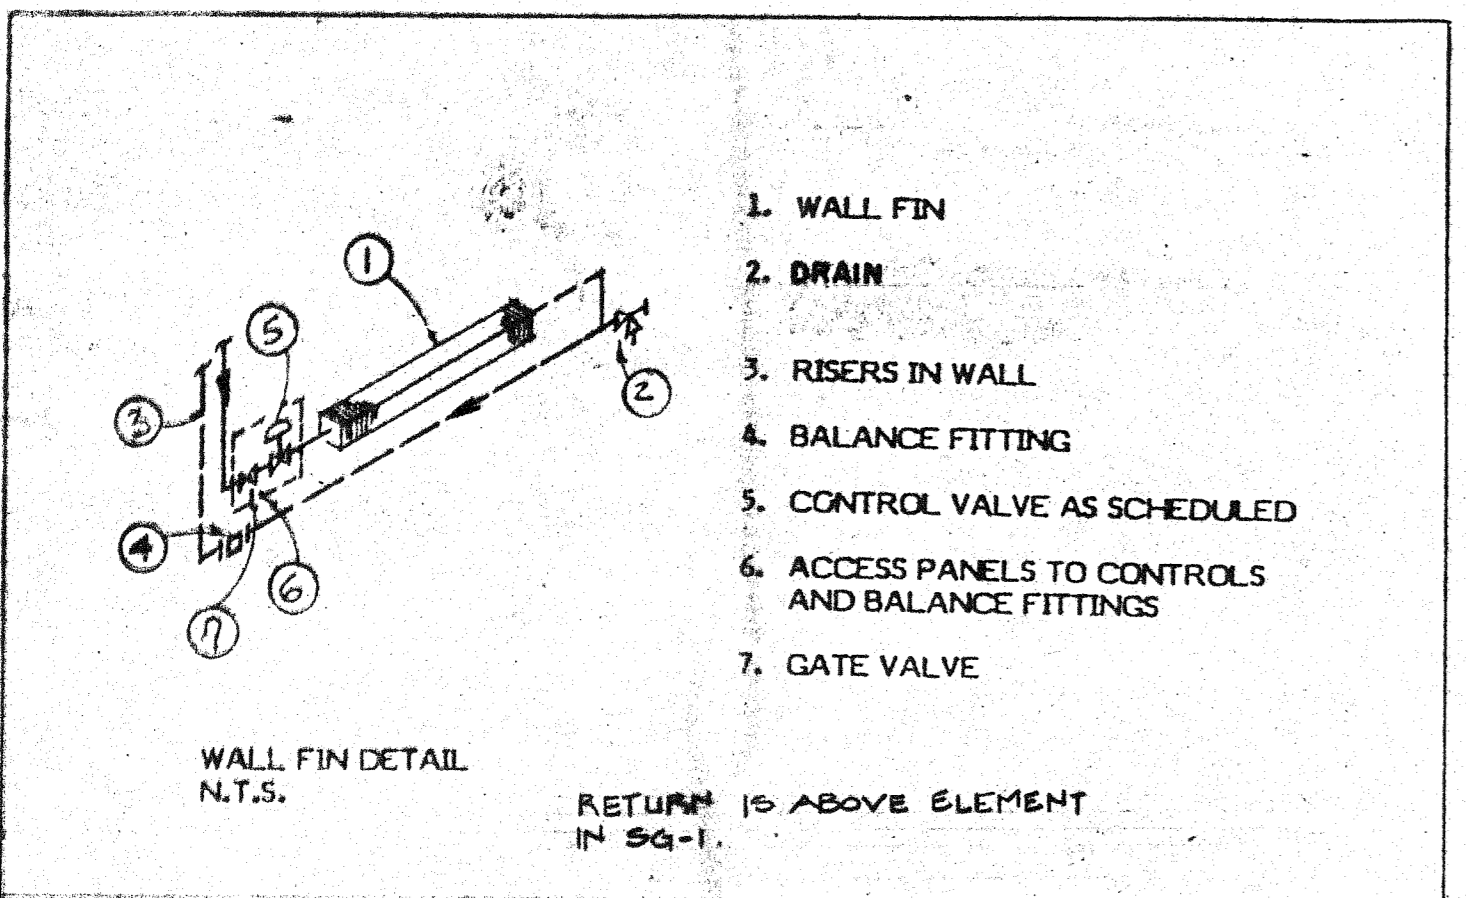 1
5
3
2
4
6
7
1. WALL FIN
2. DRAIN
3. RISERS IN WALL
4. BALANCE FITTING
5. CONTROL VALVE AS SCHEDULED
6. ACCESS PANELS TO CONTROLS
AND BALANCE FITTINGS
7. GATE VALVE
WALL FIN DETAIL
N.T.S.
RETURN IS ABOVE ELEMENT
IN SG-1.